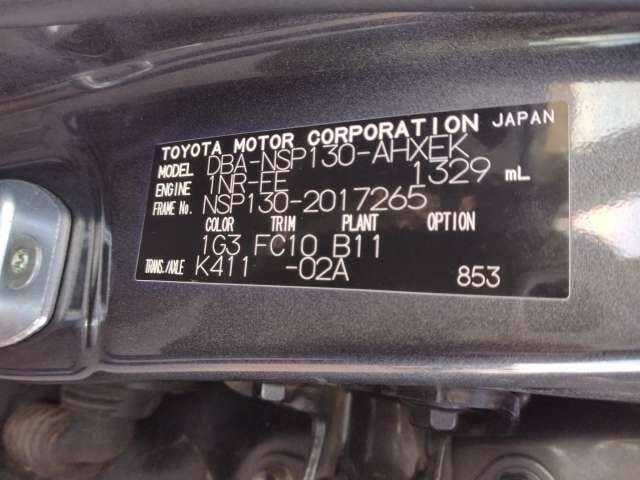 TOYOTA MOTOR CORPORATION JAPAN
MODEL DBA-NSP130-AHXEK
ENGINE 1NR-FE 1329 mL
FRAME No. NSP130-2017265
COLOR TRIM PLANT OPTION
1G3 FC10 B11
TRANS./AXLE K411 -02A 853